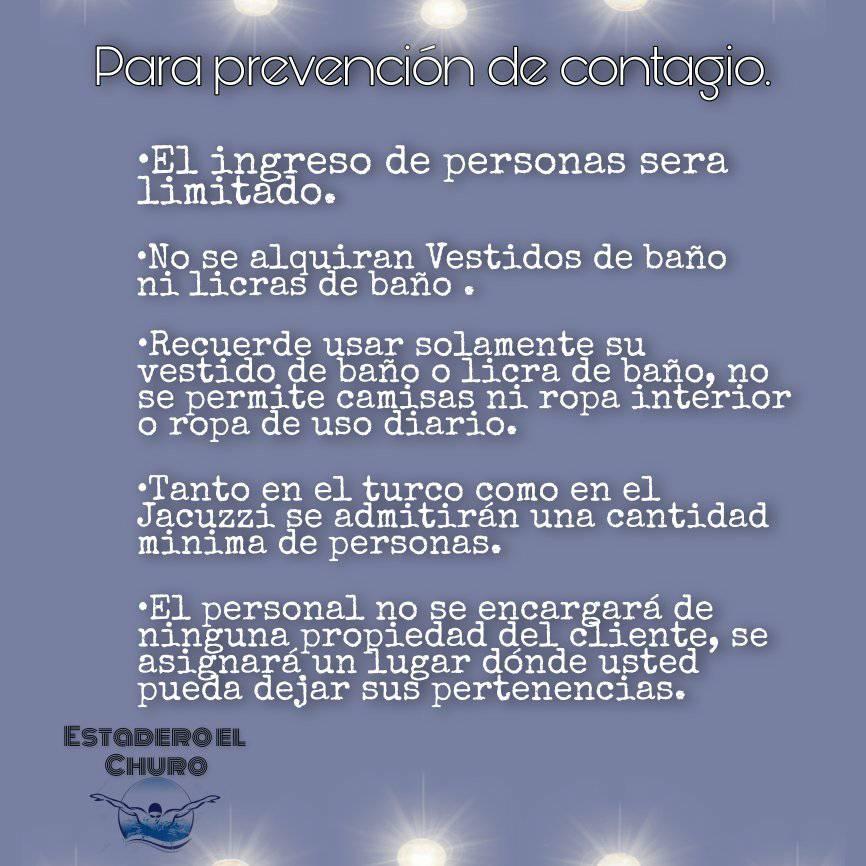 Para prevención de contagio.
•El ingreso de personas sera
limitado.
•No se alquiran Vestidos de baño
ni licras de baño .
•Recuerde usar solamente su
vestido de baño o licra de baño, no
se permite camisas ni ropa interior
o ropa de uso diario.
•Tanto en el turco como en el
Jacuzzi se admitirán una cantidad
minima de personas.
•El personal no se encargará de
ninguna propiedad del cliente, se
asignará un lugar dónde usted
pueda dejar sus pertenencias.
Estadero el
Churo